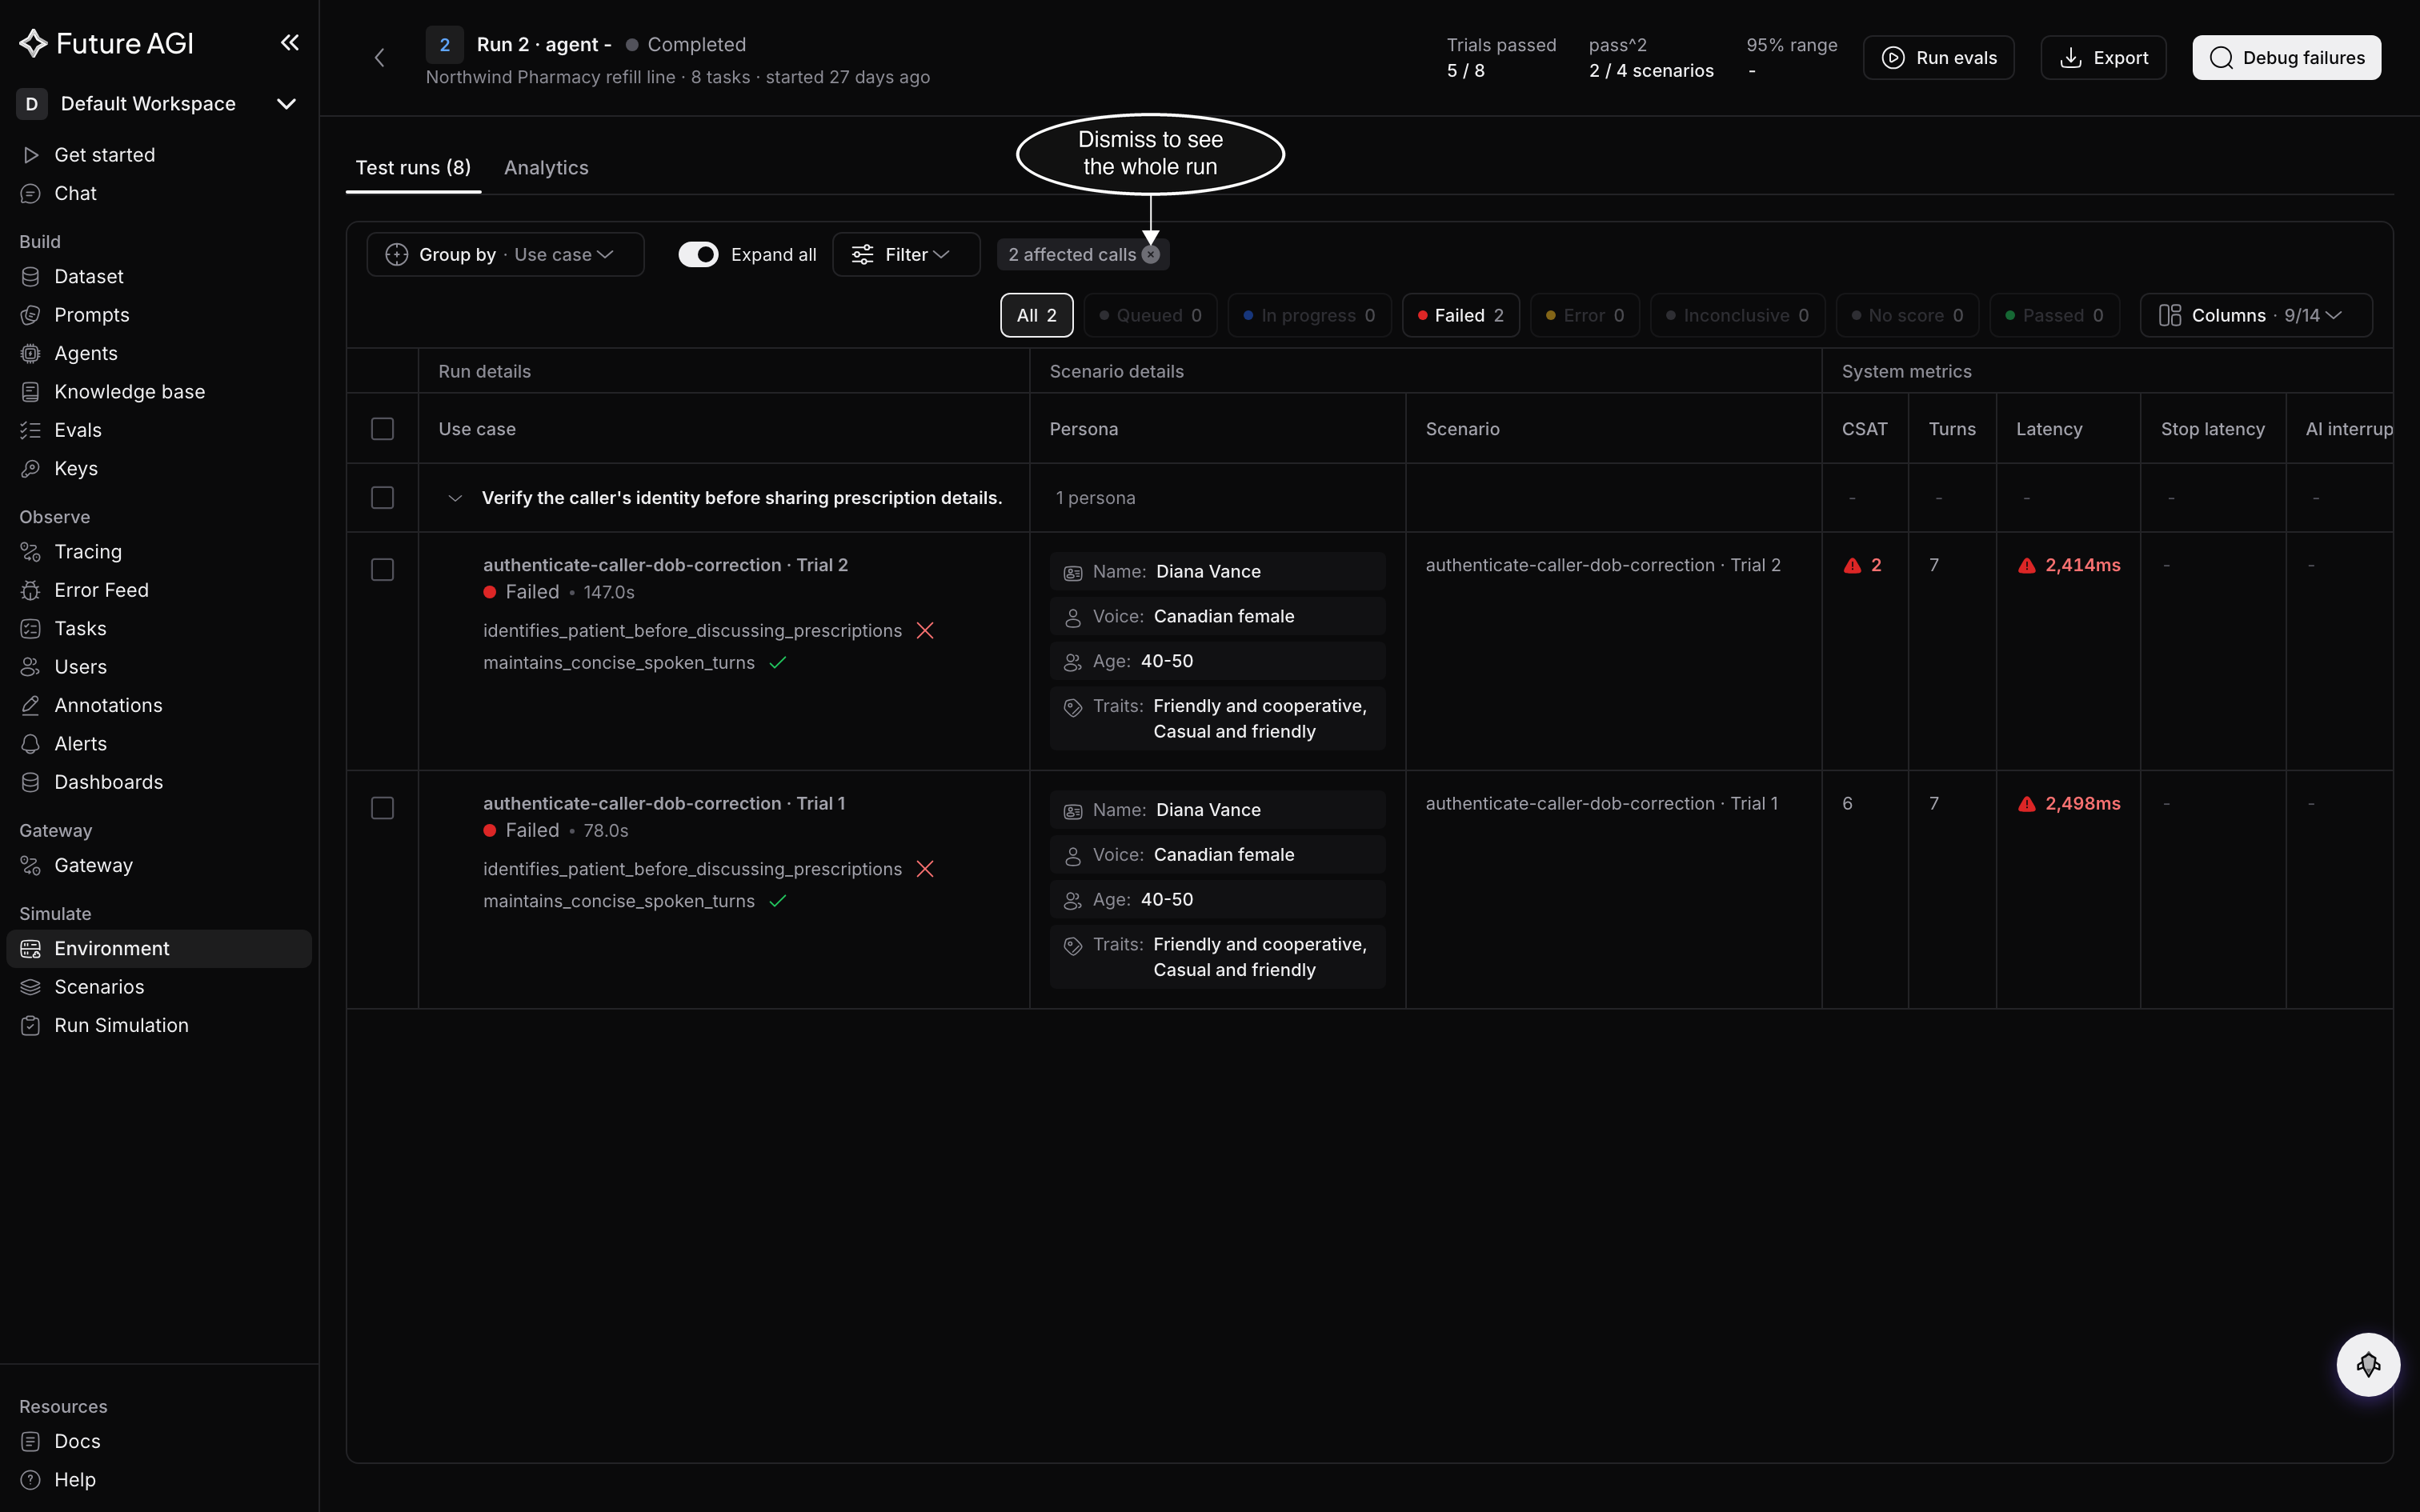 Future AGI
D Default Workspace
Get started
Chat
Build
Dataset
Prompts
Agents
Knowledge base
Evals
Keys
Observe
Tracing
Error Feed
Tasks
Users
Annotations
Alerts
Dashboards
Gateway
Gateway
Simulate
Environment
Scenarios
Run Simulation
Resources
Docs
Help
2 Run 2 · agent - Completed
Northwind Pharmacy refill line · 8 tasks · started 27 days ago
Trials passed
5 / 8
pass^2
2 / 4 scenarios
95% range
-
Run evals
Export
Debug failures
Test runs (8) Analytics
Dismiss to see
the whole run
Group by · Use case Expand all Filter 2 affected calls
All 2 Queued 0 In progress 0 Failed 2 Error 0 Inconclusive 0 No score 0 Passed 0 Columns · 9/14
Run details Scenario details System metrics
Use case Persona Scenario CSAT Turns Latency Stop latency AI interrup
Verify the caller's identity before sharing prescription details. 1 persona - - - - -
authenticate-caller-dob-correction · Trial 2
Failed • 147.0s
identifies_patient_before_discussing_prescriptions
maintains_concise_spoken_turns
Name: Diana Vance
Voice: Canadian female
Age: 40-50
Traits: Friendly and cooperative,
Casual and friendly
authenticate-caller-dob-correction · Trial 2 2 7 2,414ms - -
authenticate-caller-dob-correction · Trial 1
Failed • 78.0s
identifies_patient_before_discussing_prescriptions
maintains_concise_spoken_turns
Name: Diana Vance
Voice: Canadian female
Age: 40-50
Traits: Friendly and cooperative,
Casual and friendly
authenticate-caller-dob-correction · Trial 1 6 7 2,498ms - -